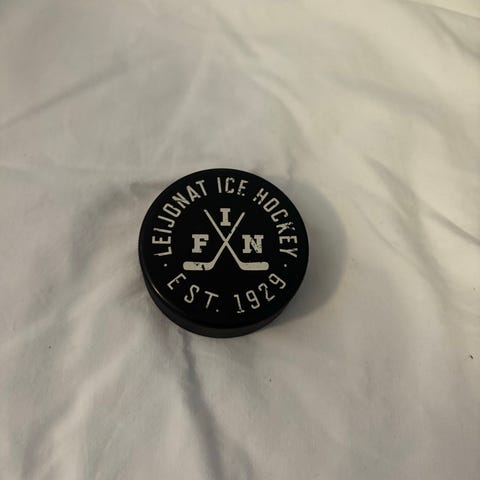 LEIJONAT ICE HOCKEY
I
F N
EST. 1929